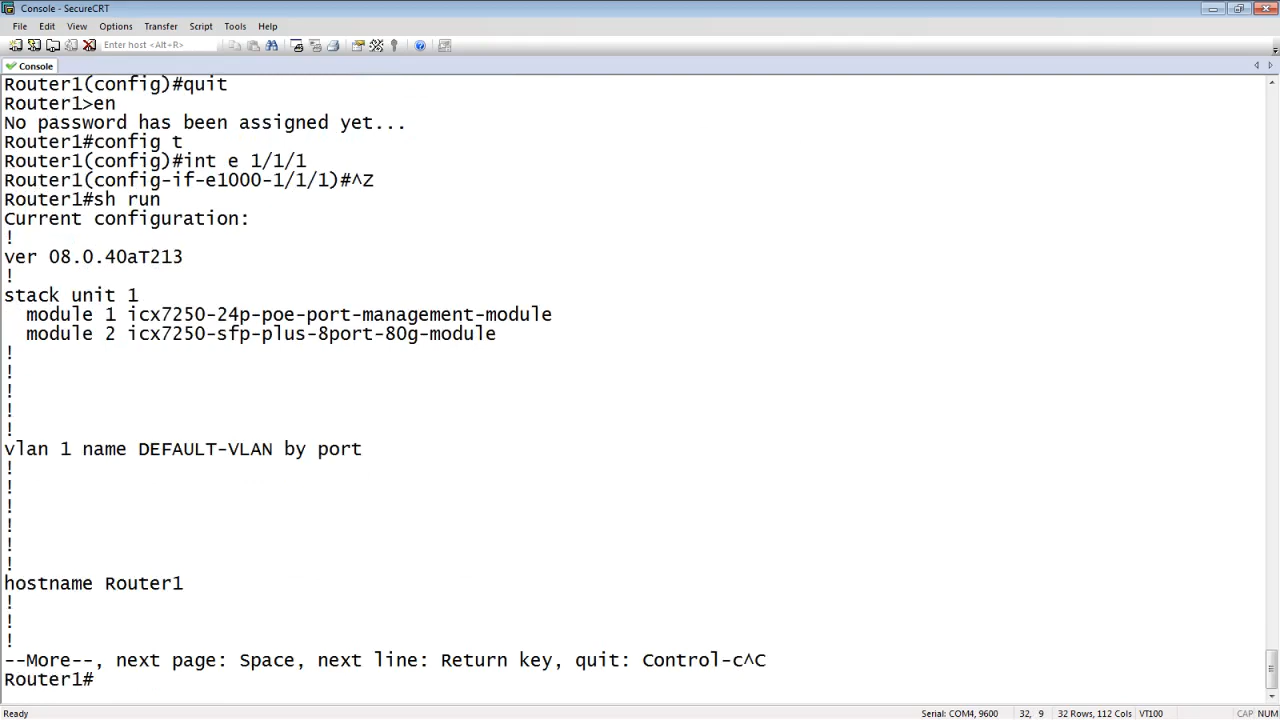 Console - SecureCRT
File Edit View Options Transfer Script Tools Help
Enter host <Alt+R>
Console
Router1(config)#quit
Router1>en
No password has been assigned yet...
Router1#config t
Router1(config)#int e 1/1/1
Router1(config-if-e1000-1/1/1)#^Z
Router1#sh run
Current configuration:
!
ver 08.0.40aT213
!
stack unit 1
  module 1 icx7250-24p-poe-port-management-module
  module 2 icx7250-sfp-plus-8port-80g-module
!
!
!
!
!
vlan 1 name DEFAULT-VLAN by port
!
!
!
!
!
!
hostname Router1
!
!
!
--More--, next page: Space, next line: Return key, quit: Control-c^C
Router1#
Ready Serial: COM4, 9600 32, 9 32 Rows, 112 Cols VT100 CAP NUM